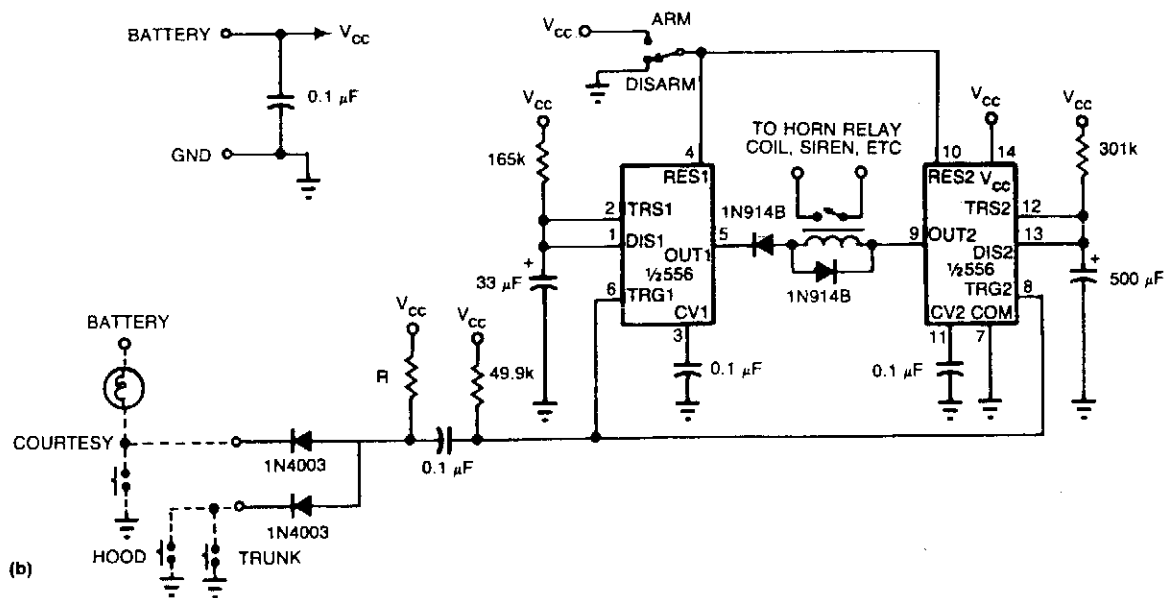 BATTERY
VCC
0.1 μF
GND
ARM
VCC
DISARM
VCC
165k
4
RES1
2
TRS1
1
DIS1
OUT1
5
½556
33 μF
+
6
TRG1
CV1
3
0.1 μF
TO HORN RELAY
COIL, SIREN, ETC
1N914B
1N914B
VCC
10
14
RES2
VCC
VCC
301k
TRS2
12
9
OUT2
DIS2
13
½556
TRG2
8
+
500 μF
CV2
COM
11
7
0.1 μF
BATTERY
VCC
R
VCC
49.9k
COURTESY
1N4003
0.1 μF
1N4003
HOOD
TRUNK
(b)